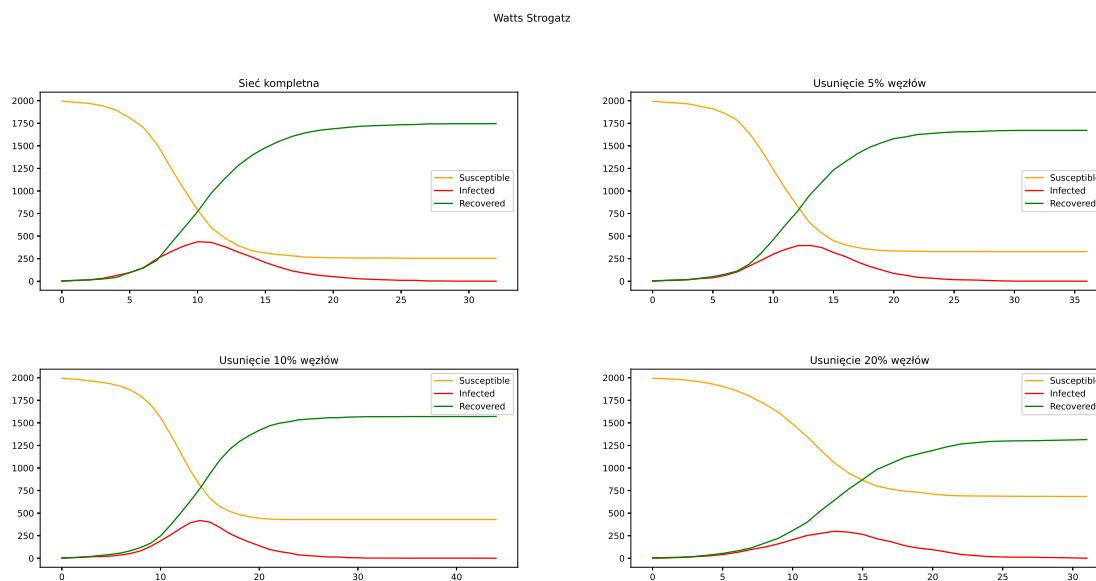 Watts Strogatz
Sieć kompletna
2000
1750
1500
1250
1000
750
500
250
0
0 5 10 15 20 25 30
Susceptible
Infected
Recovered
Usunięcie 5% węzłów
2000
1750
1500
1250
1000
750
500
250
0
0 5 10 15 20 25 30 35
Susceptible
Infected
Recovered
Usunięcie 10% węzłów
2000
1750
1500
1250
1000
750
500
250
0
0 10 20 30 40
Susceptible
Infected
Recovered
Usunięcie 20% węzłów
2000
1750
1500
1250
1000
750
500
250
0
0 5 10 15 20 25 30
Susceptible
Infected
Recovered